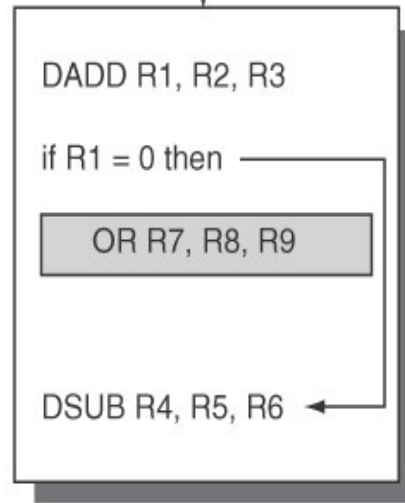 DADD R1, R2, R3
if R1 = 0 then
OR R7, R8, R9
DSUB R4, R5, R6